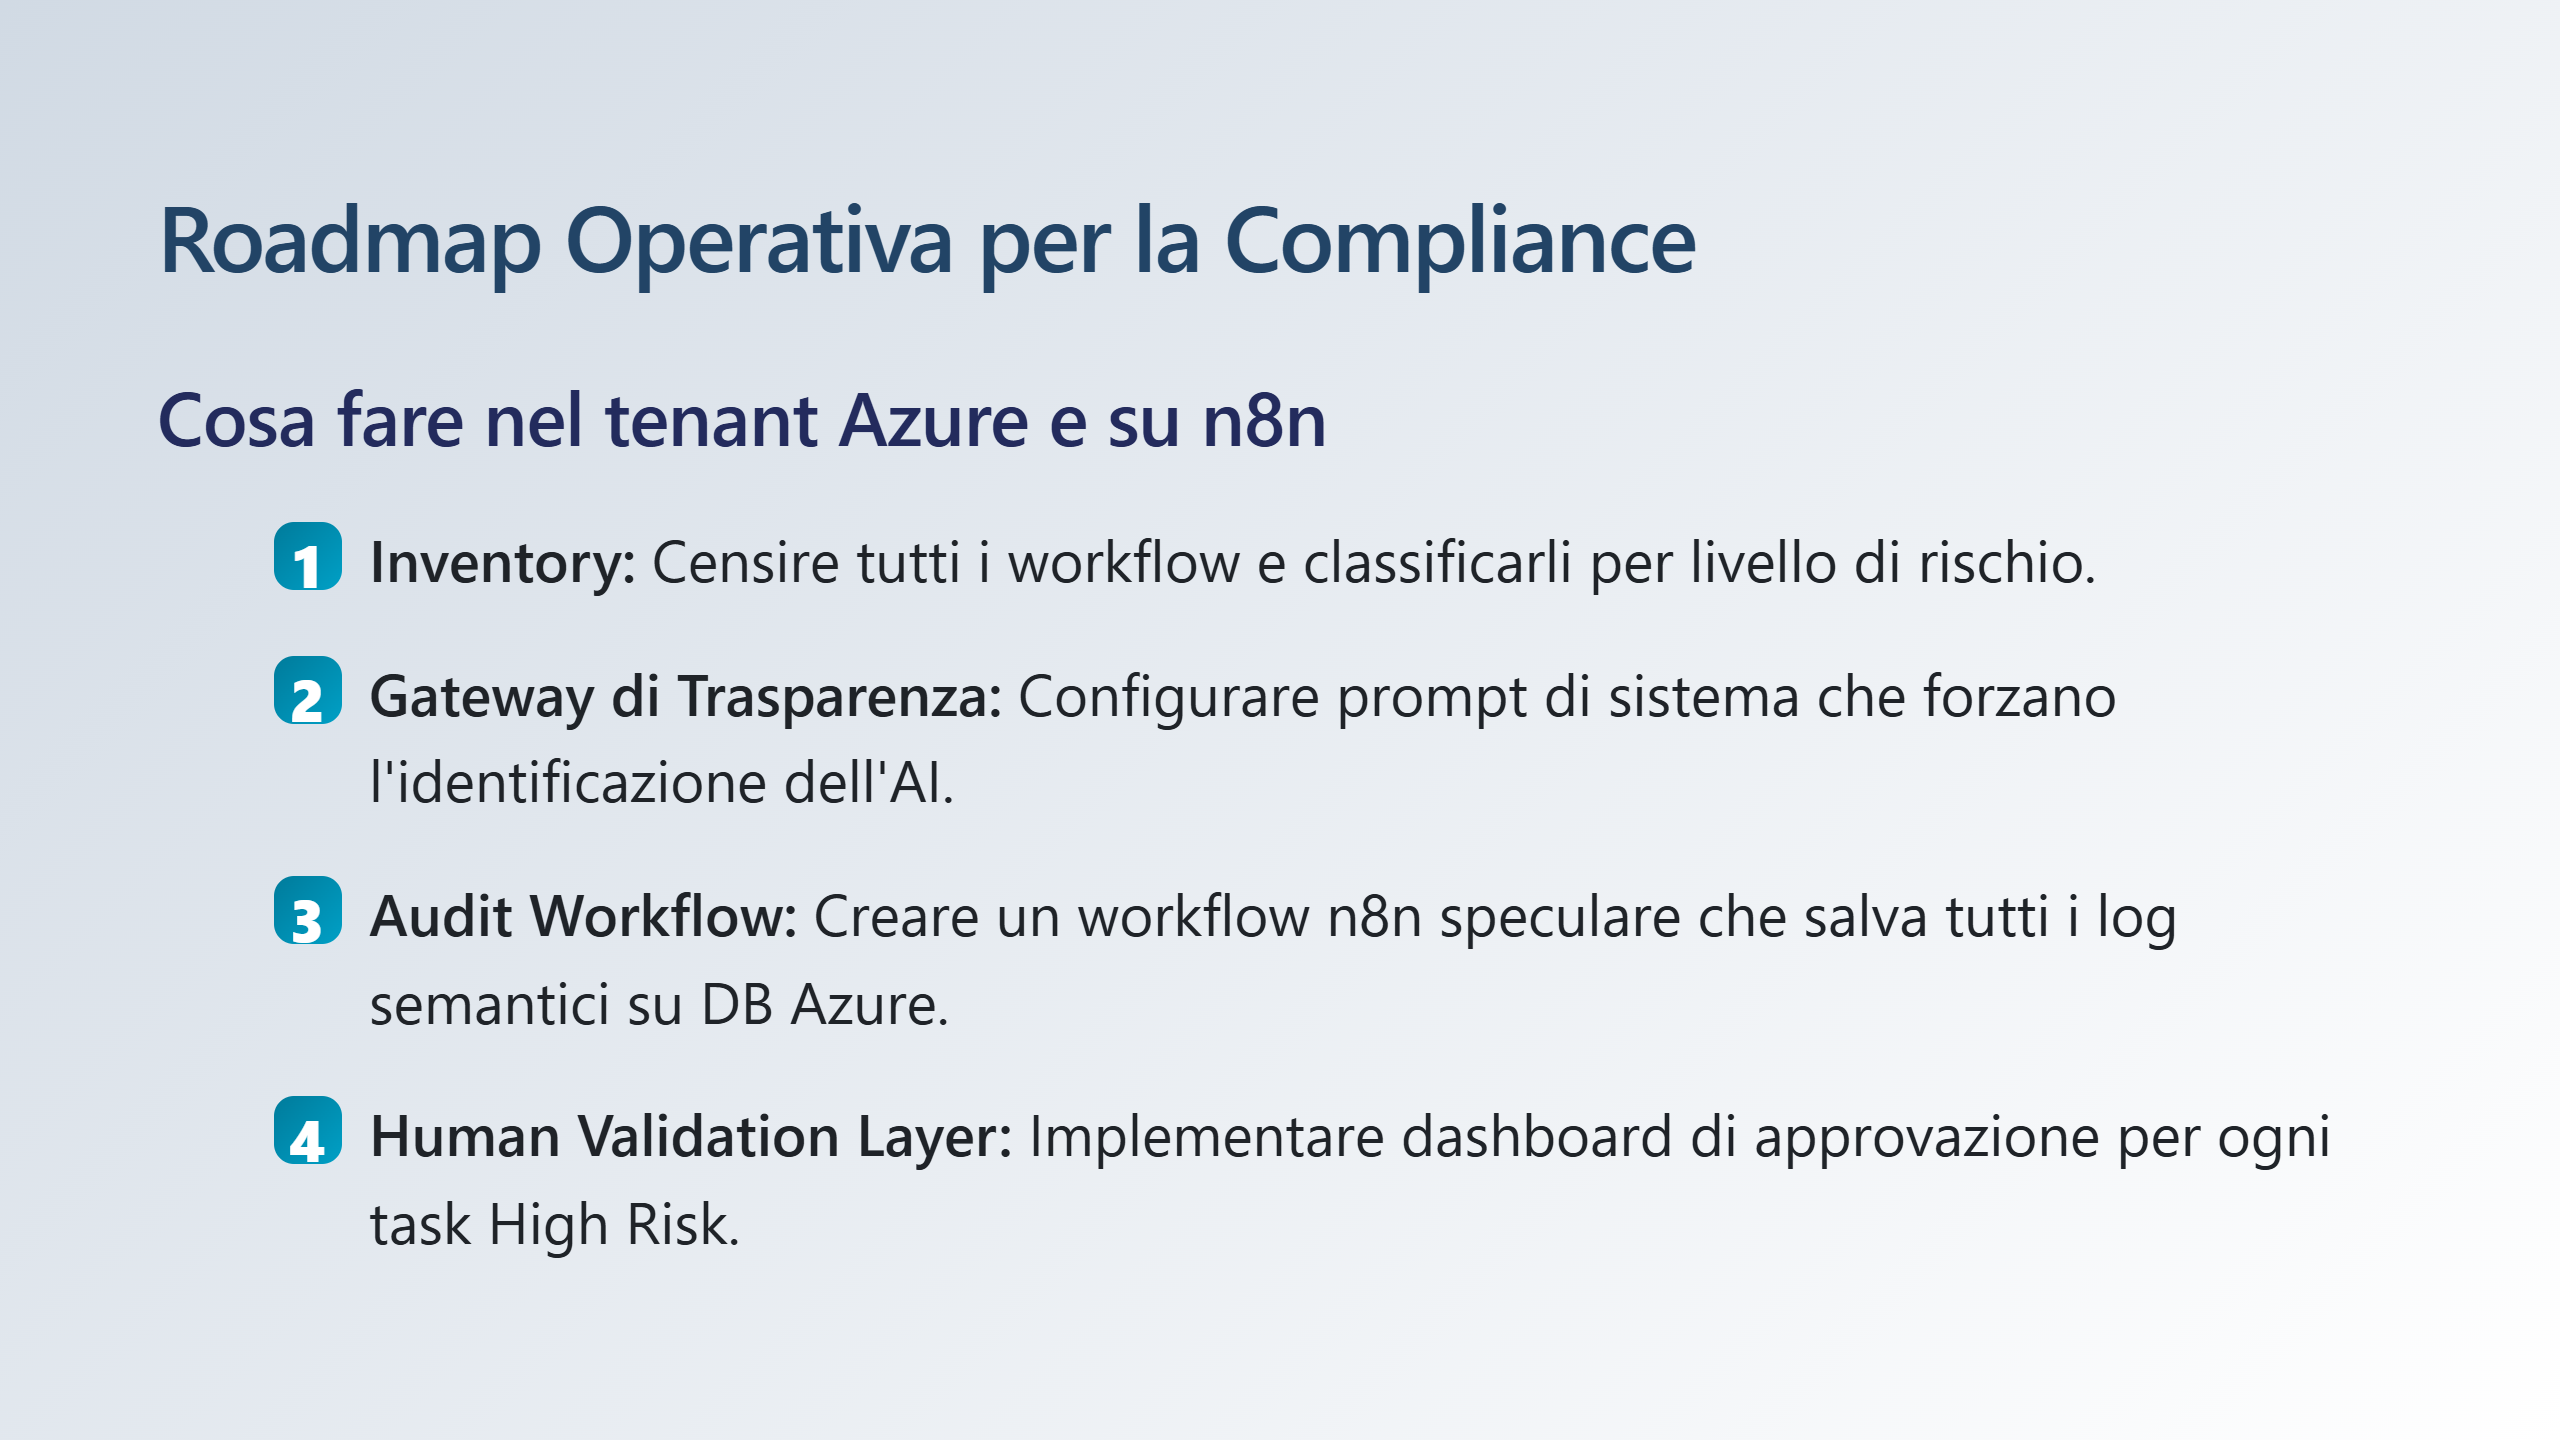 Roadmap Operativa per la Compliance
Cosa fare nel tenant Azure e su n8n
1 Inventory: Censire tutti i workflow e classificarli per livello di rischio.
2 Gateway di Trasparenza: Configurare prompt di sistema che forzano
l'identificazione dell'AI.
3 Audit Workflow: Creare un workflow n8n speculare che salva tutti i log
semantici su DB Azure.
4 Human Validation Layer: Implementare dashboard di approvazione per ogni
task High Risk.